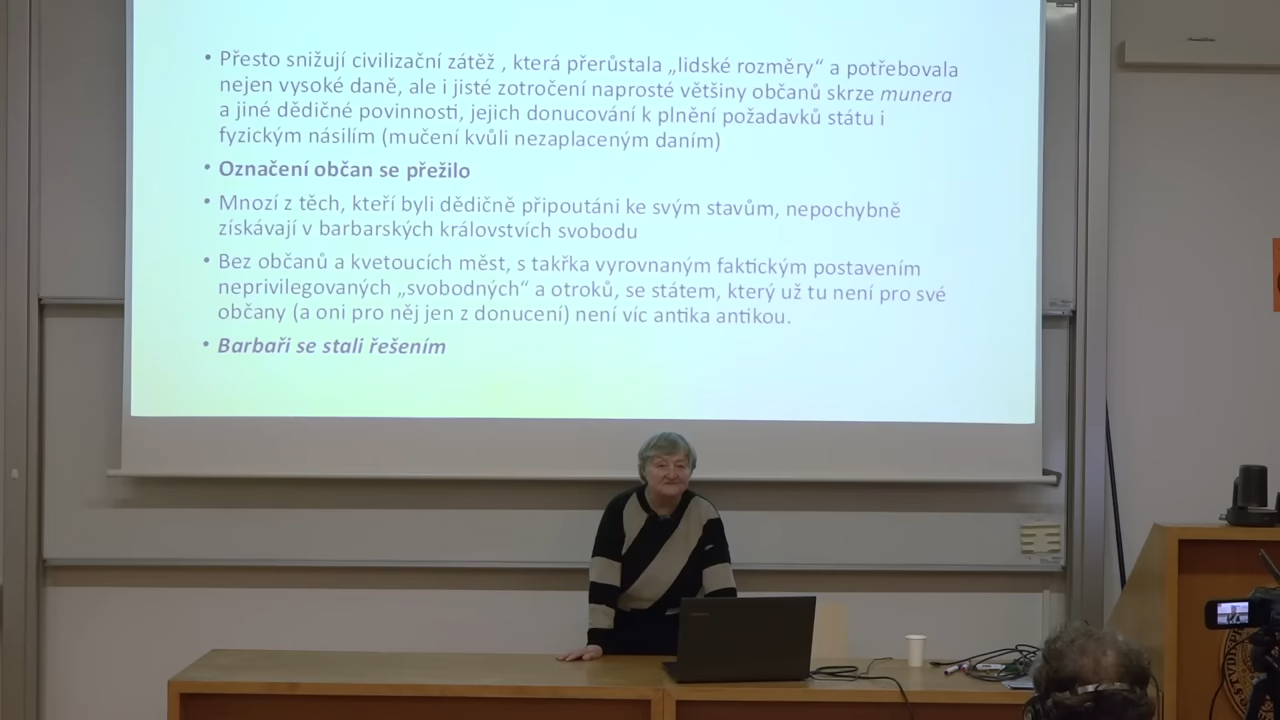 • Přesto snižují civilizační zátěž , která přerůstala „lidské rozměry“ a potřebovala
nejen vysoké daně, ale i jisté zotročení naprosté většiny občanů skrze munera
a jiné dědičné povinnosti, jejich donucování k plnění požadavků státu i
fyzickým násilím (mučení kvůli nezaplaceným daním)
• Označení občan se přežilo
• Mnozí z těch, kteří byli dědičně připoutáni ke svým stavům, nepochybně
získávají v barbarských královstvích svobodu
• Bez občanů a kvetoucích měst, s takřka vyrovnaným faktickým postavením
neprivilegovaných „svobodných“ a otroků, se státem, který už tu není pro své
občany (a oni pro něj jen z donucení) není víc antika antikou.
• Barbaři se stali řešením